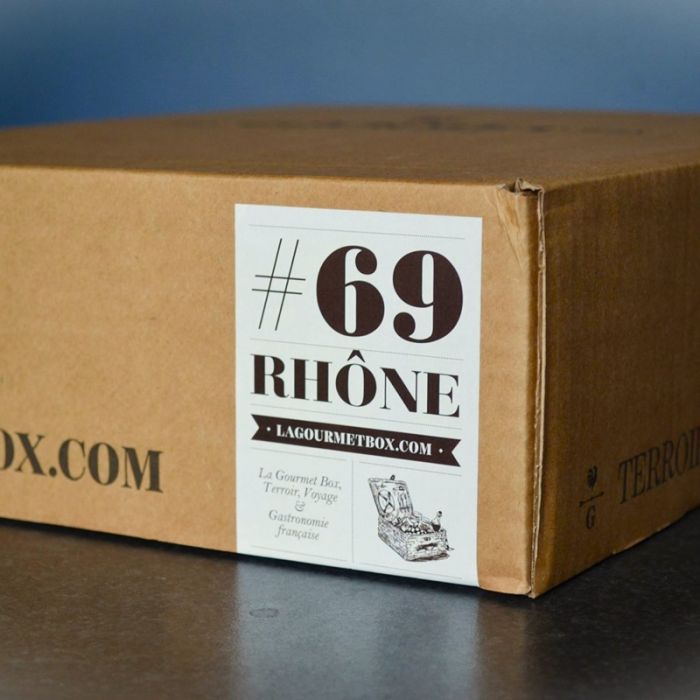 #69
RHÔNE
• LAGOURMETBOX.COM •
La Gourmet Box,
Terroir, Voyage
&
Gastronomie
française
OX.COM
G
TERROI